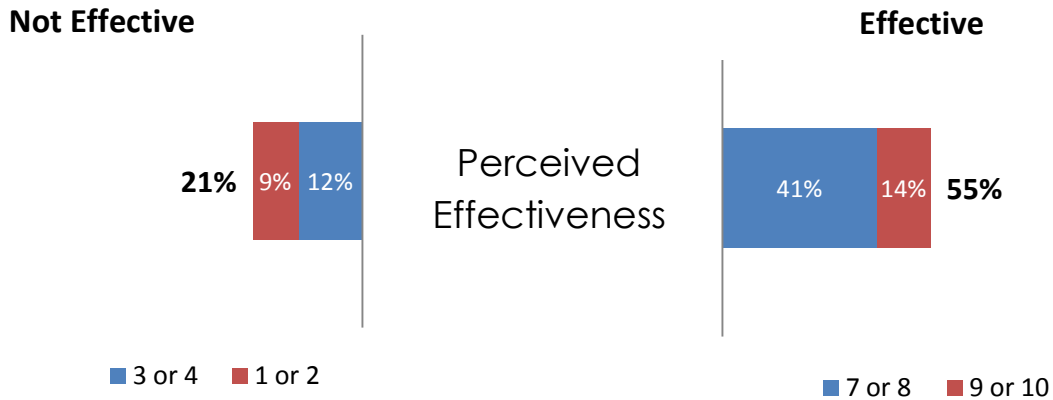 Not Effective
Effective
21%
9%
12%
Perceived
Effectiveness
41%
14%
55%
3 or 4
1 or 2
7 or 8
9 or 10